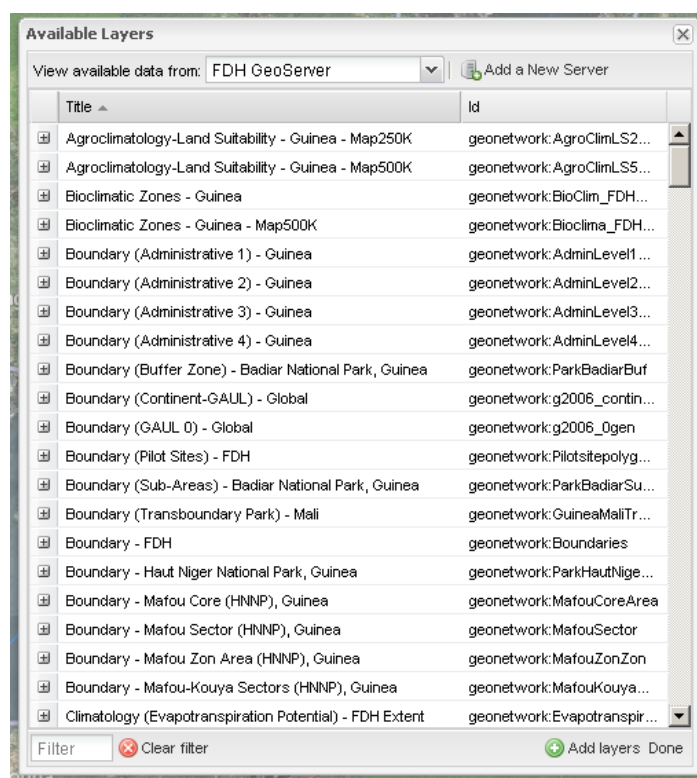 Available Layers
View available data from: FDH GeoServer Add a New Server
Title Id
Agroclimatology-Land Suitability - Guinea - Map250K geonetwork:AgroClimLS2...
Agroclimatology-Land Suitability - Guinea - Map500K geonetwork:AgroClimLS5...
Bioclimatic Zones - Guinea geonetwork:BioClim_FDH...
Bioclimatic Zones - Guinea - Map500K geonetwork:Bioclima_FDH...
Boundary (Administrative 1) - Guinea geonetwork:AdminLevel1...
Boundary (Administrative 2) - Guinea geonetwork:AdminLevel2...
Boundary (Administrative 3) - Guinea geonetwork:AdminLevel3...
Boundary (Administrative 4) - Guinea geonetwork:AdminLevel4...
Boundary (Buffer Zone) - Badiar National Park, Guinea geonetwork:ParkBadiarBuf
Boundary (Continent-GAUL) - Global geonetwork:g2006_contin...
Boundary (GAUL 0) - Global geonetwork:g2006_0gen
Boundary (Pilot Sites) - FDH geonetwork:Pilotsitepolyg...
Boundary (Sub-Areas) - Badiar National Park, Guinea geonetwork:ParkBadiarSu...
Boundary (Transboundary Park) - Mali geonetwork:GuineaMaliTr...
Boundary - FDH geonetwork:Boundaries
Boundary - Haut Niger National Park, Guinea geonetwork:ParkHautNige...
Boundary - Mafou Core (HNNP), Guinea geonetwork:MafouCoreArea
Boundary - Mafou Sector (HNNP), Guinea geonetwork:MafouSector
Boundary - Mafou Zon Area (HNNP), Guinea geonetwork:MafouZonZon
Boundary - Mafou-Kouya Sectors (HNNP), Guinea geonetwork:MafouKouya...
Climatology (Evapotranspiration Potential) - FDH Extent geonetwork:Evapotranspir...
Filter Clear filter Add layers Done